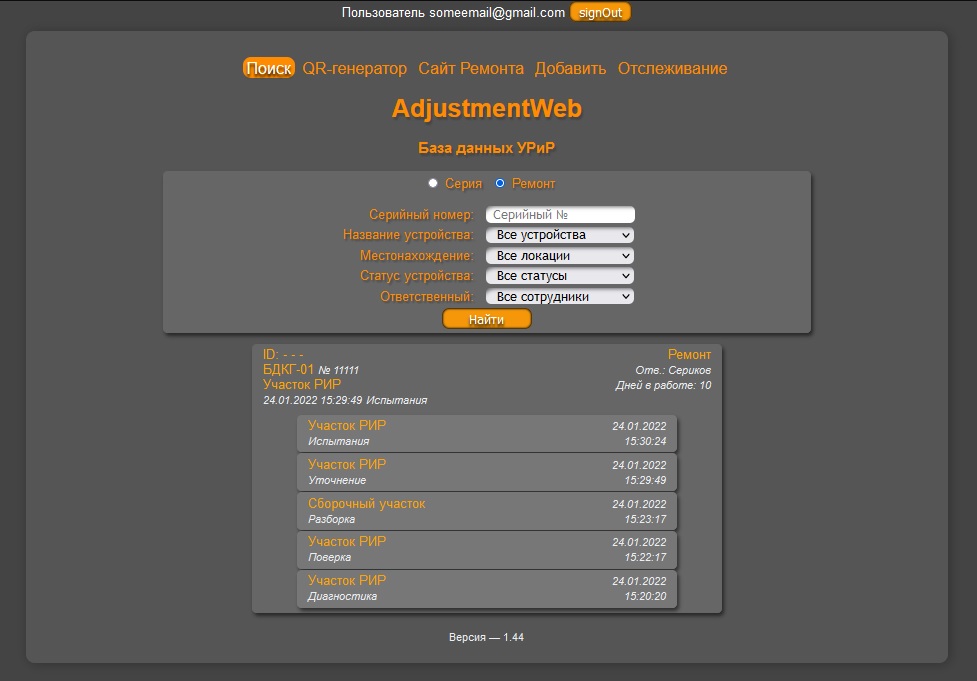 Пользователь someemail@gmail.com signOut
Поиск QR-генератор Сайт Ремонта Добавить Отслеживание
AdjustmentWeb
База данных УРиР
Серия Ремонт
Серийный номер: Серийный №
Название устройства: Все устройства
Местонахождение: Все локации
Статус устройства: Все статусы
Ответственный: Все сотрудники
Найти
ID: - - - Ремонт
БДКГ-01 № 11111 Отв.: Сериков
Участок РИР Дней в работе: 10
24.01.2022 15:29:49 Испытания
Участок РИР 24.01.2022
Испытания 15:30:24
Участок РИР 24.01.2022
Уточнение 15:29:49
Сборочный участок 24.01.2022
Разборка 15:23:17
Участок РИР 24.01.2022
Поверка 15:22:17
Участок РИР 24.01.2022
Диагностика 15:20:20
Версия — 1.44